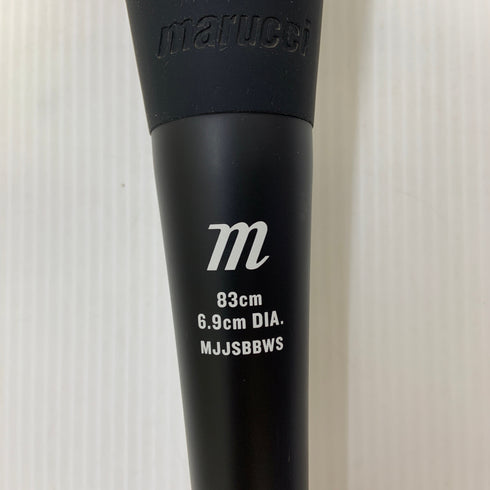 marucci
m
83cm
6.9cm DIA.
MJJSBBWS